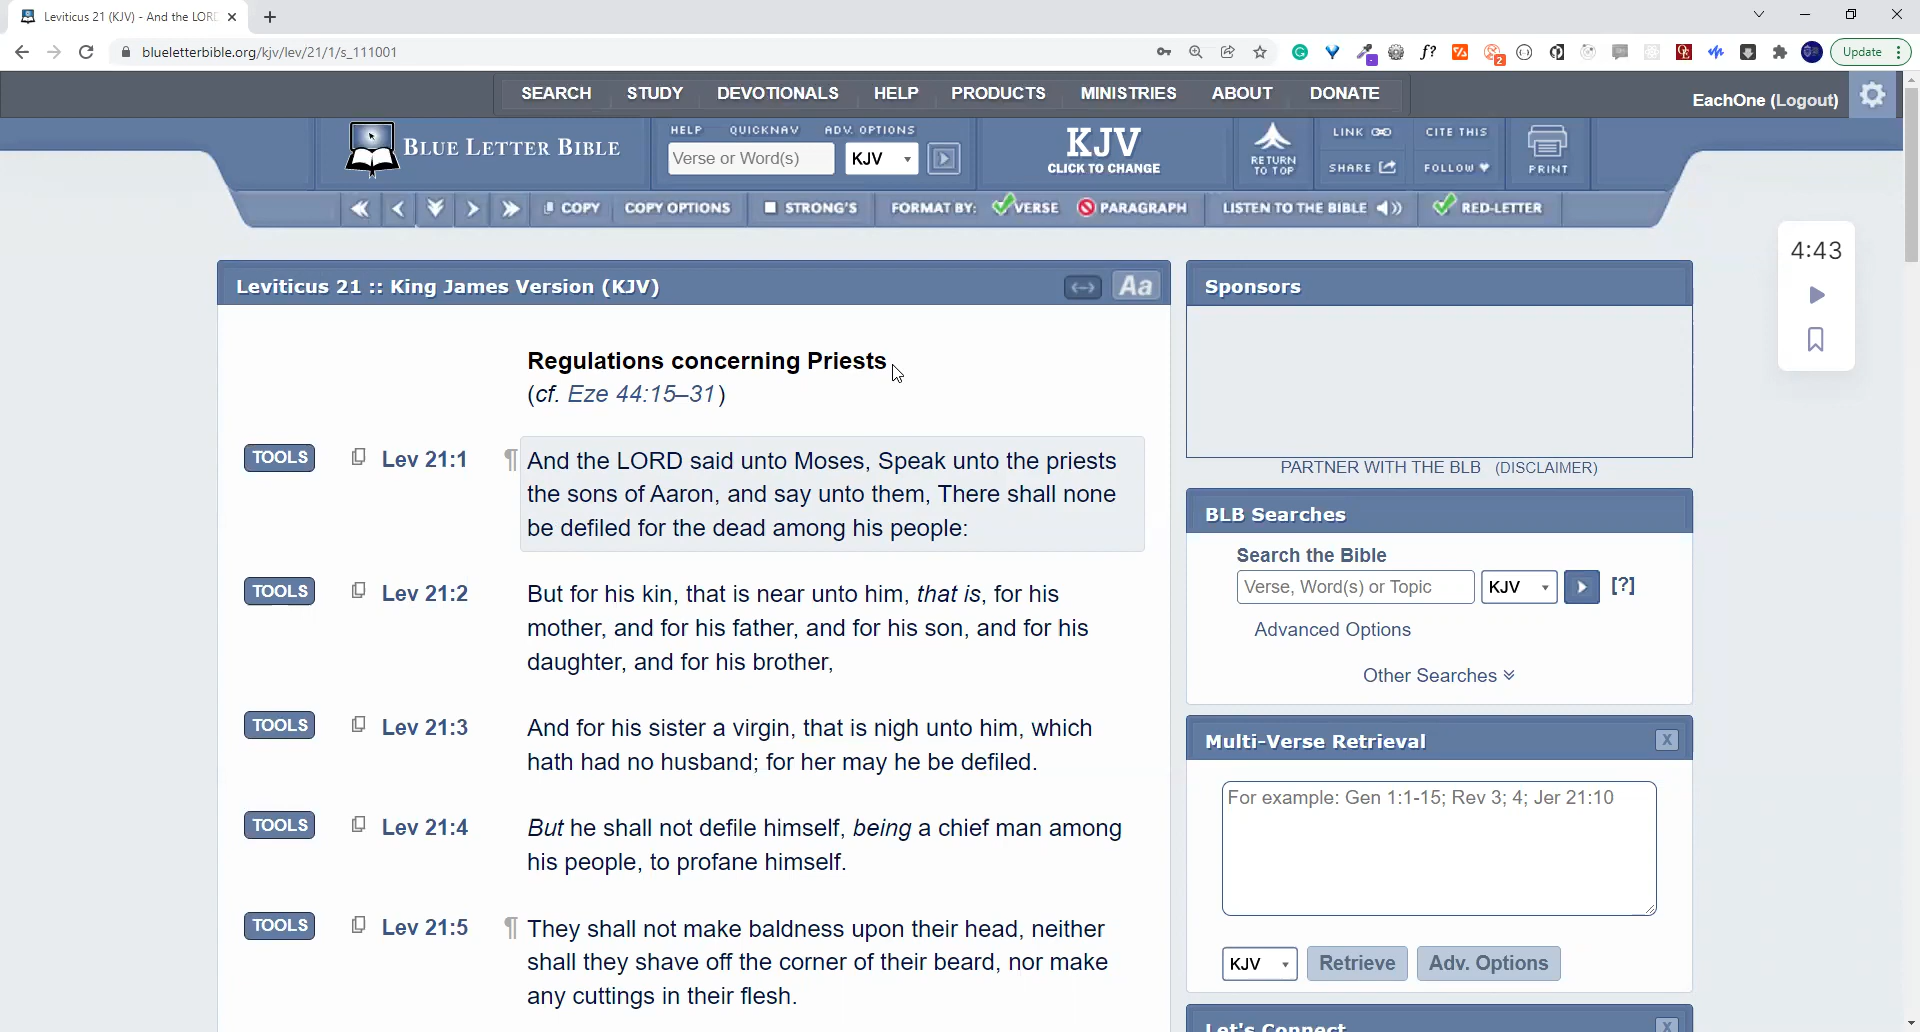 Leviticus 21 (KJV) - And the LORD
blueletterbible.org/kjv/lev/21/1/s_111001
Update
SEARCH STUDY DEVOTIONALS HELP PRODUCTS MINISTRIES ABOUT DONATE
EachOne (Logout)
BLUE LETTER BIBLE
HELP QUICKNAV ADV. OPTIONS
Verse or Word(s) KJV
KJV
CLICK TO CHANGE
RETURN
TO TOP
LINK CITE THIS
SHARE FOLLOW
PRINT
COPY COPY OPTIONS STRONG'S FORMAT BY: VERSE PARAGRAPH LISTEN TO THE BIBLE RED-LETTER
4:43
Leviticus 21 :: King James Version (KJV) Aa
Regulations concerning Priests
(cf. Eze 44:15–31)
TOOLS Lev 21:1 ¶ And the LORD said unto Moses, Speak unto the priests
the sons of Aaron, and say unto them, There shall none
be defiled for the dead among his people:
TOOLS Lev 21:2 But for his kin, that is near unto him, that is, for his
mother, and for his father, and for his son, and for his
daughter, and for his brother,
TOOLS Lev 21:3 And for his sister a virgin, that is nigh unto him, which
hath had no husband; for her may he be defiled.
TOOLS Lev 21:4 But he shall not defile himself, being a chief man among
his people, to profane himself.
TOOLS Lev 21:5 ¶ They shall not make baldness upon their head, neither
shall they shave off the corner of their beard, nor make
any cuttings in their flesh.
Sponsors
PARTNER WITH THE BLB (DISCLAIMER)
BLB Searches
Search the Bible
Verse, Word(s) or Topic KJV [?]
Advanced Options
Other Searches
Multi-Verse Retrieval X
For example: Gen 1:1-15; Rev 3; 4; Jer 21:10
KJV Retrieve Adv. Options
Let's Connect X